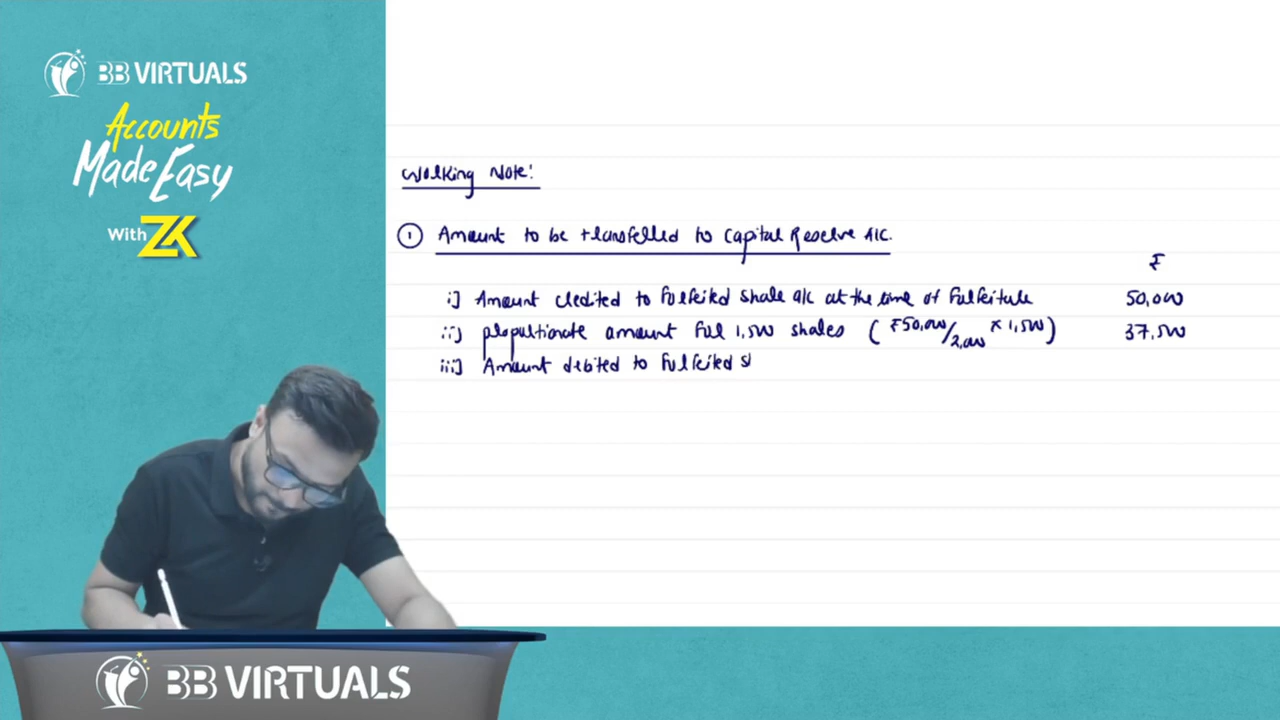 BB VIRTUALS
Accounts
Made Easy
With ZK
Working Note:
① Amount to be transferred to Capital Reserve A/C.
₹
i] Amount credited to forfeited share a/c at the time of forfeiture 50,000
ii] proportionate amount for 1,500 shares (₹50,000/2,000 x 1,500) 37,500
iii] Amount debited to forfeited s
BB VIRTUALS